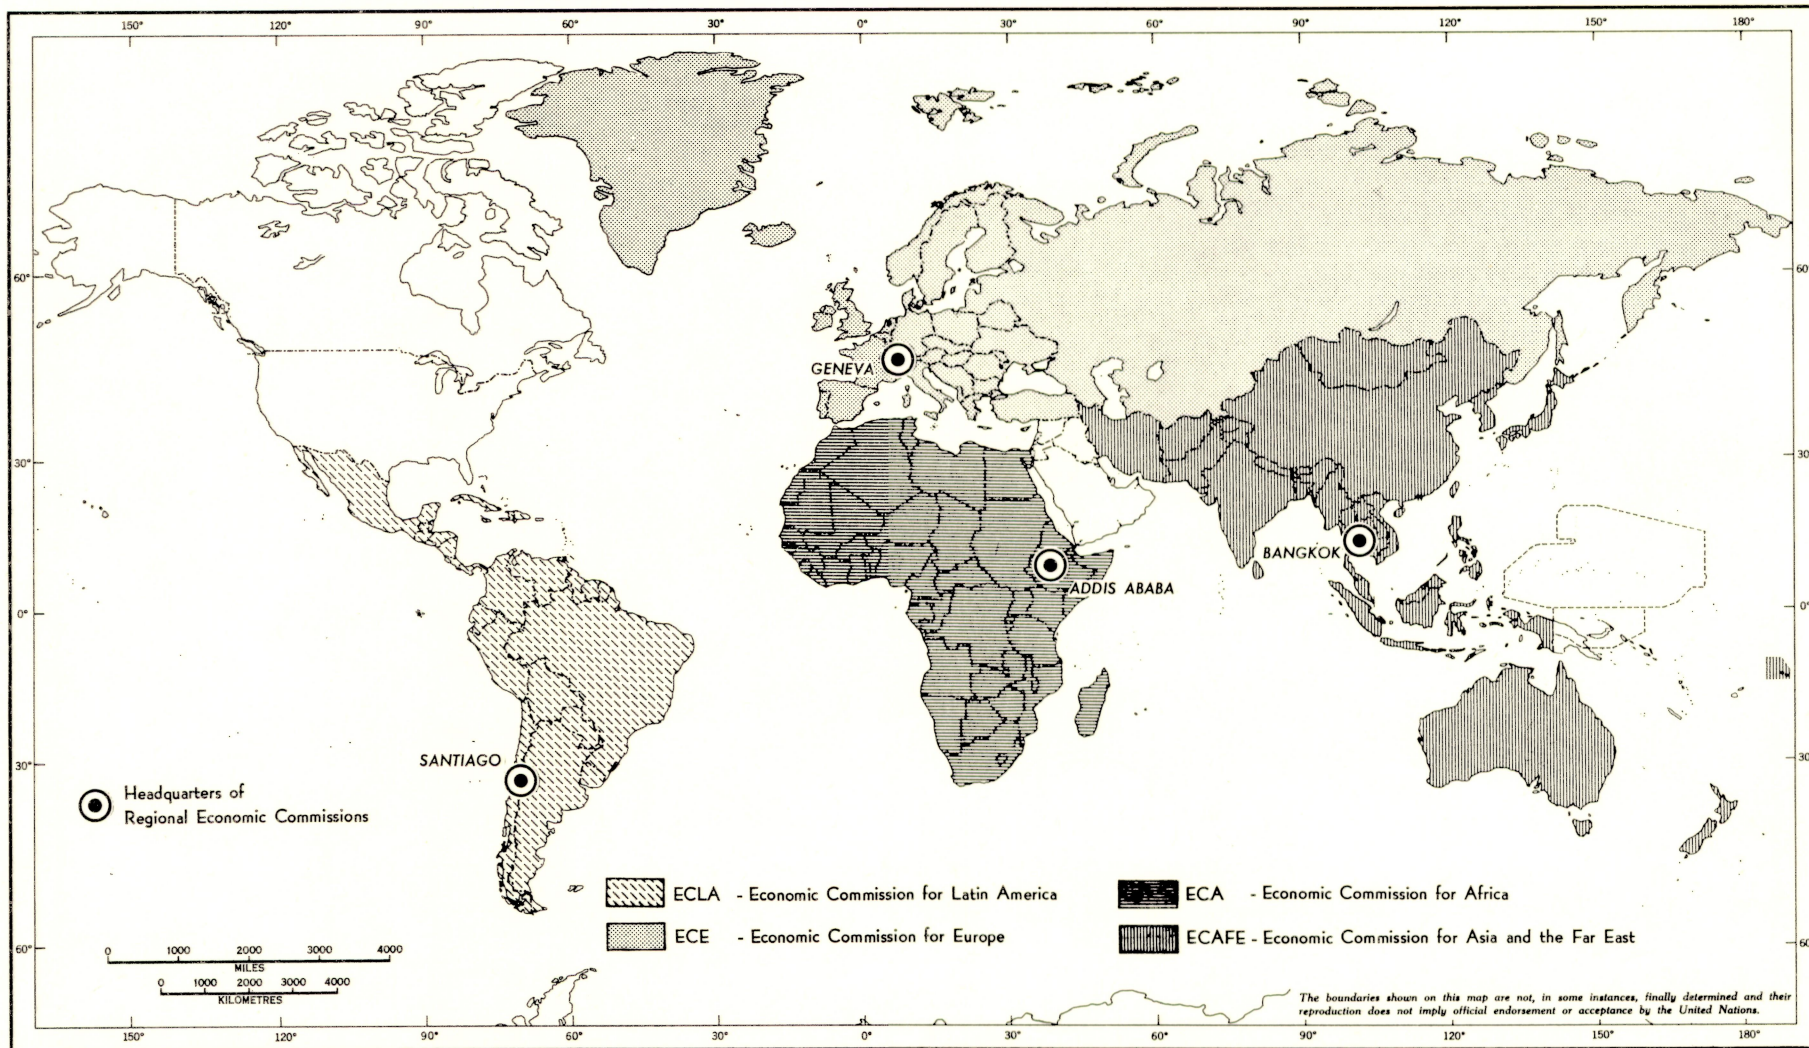 150° 120° 90° 60° 30° 0° 30° 60° 90° 120° 150° 180°
60° 60°
GENEVA
30° 30
BANGKOK
ADDIS ABABA
0° 0°
SANTIAGO
30° 30
Headquarters of
Regional Economic Commissions
ECLA - Economic Commission for Latin America
ECA - Economic Commission for Africa
ECE - Economic Commission for Europe
ECAFE - Economic Commission for Asia and the Far East
60° 60
0 1000 2000 3000 4000
MILES
0 1000 2000 3000 4000
KILOMETRES
The boundaries shown on this map are not, in some instances, finally determined and their
reproduction does not imply official endorsement or acceptance by the United Nations.
150° 120° 90° 60° 30° 0° 30° 60° 90° 120° 150° 180°